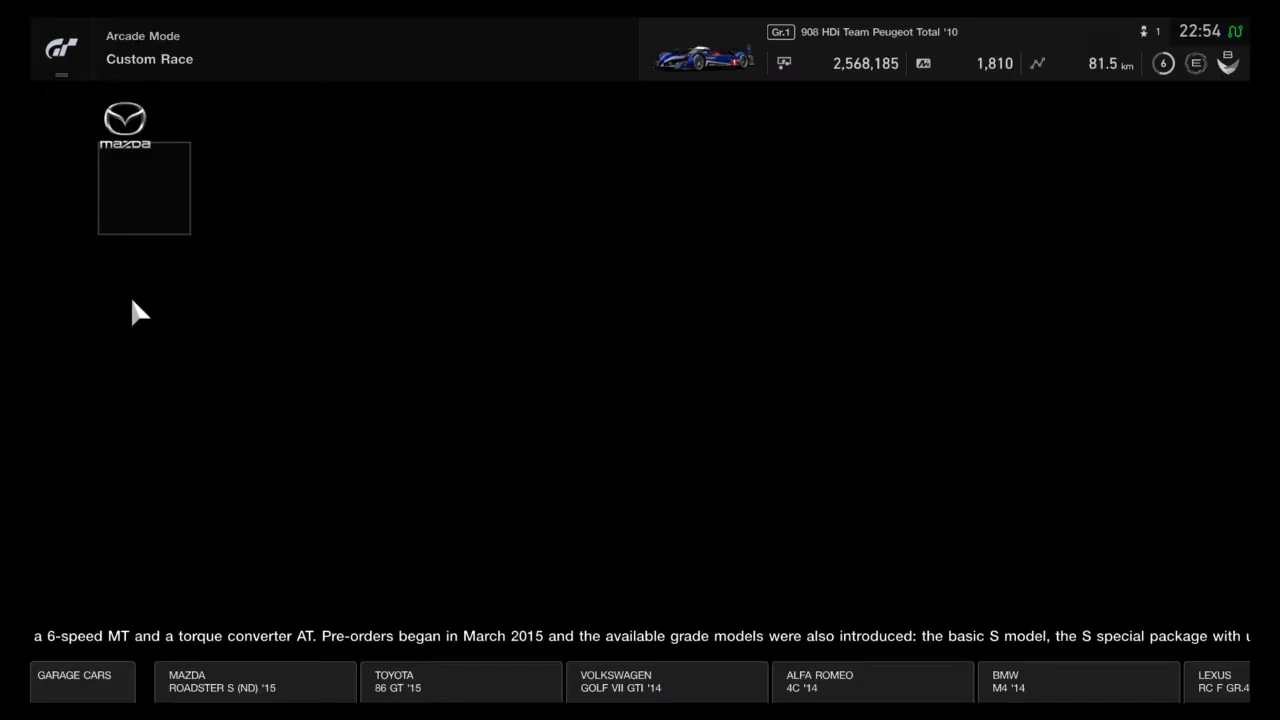 Arcade Mode
Custom Race
Gr.1 908 HDi Team Peugeot Total '10
1 22:54
2,568,185 1,810 81.5 km 6 E B
mazda
a 6-speed MT and a torque converter AT. Pre-orders began in March 2015 and the available grade models were also introduced: the basic S model, the S special package with
GARAGE CARS
MAZDA
ROADSTER S (ND) '15
TOYOTA
86 GT '15
VOLKSWAGEN
GOLF VII GTI '14
ALFA ROMEO
4C '14
BMW
M4 '14
LEXUS
RC F GR.4